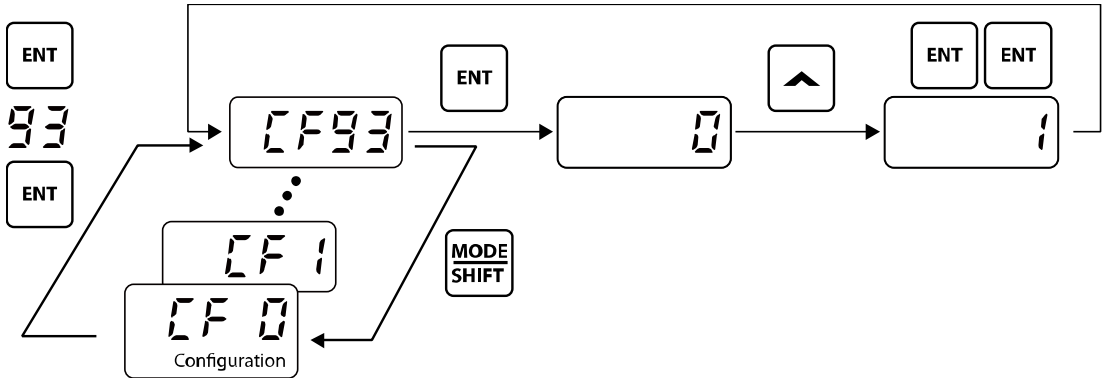 ENT
93
ENT
CF93
ENT
0
ENT ENT
1
CF 1
CF 0
Configuration
MODE
SHIFT